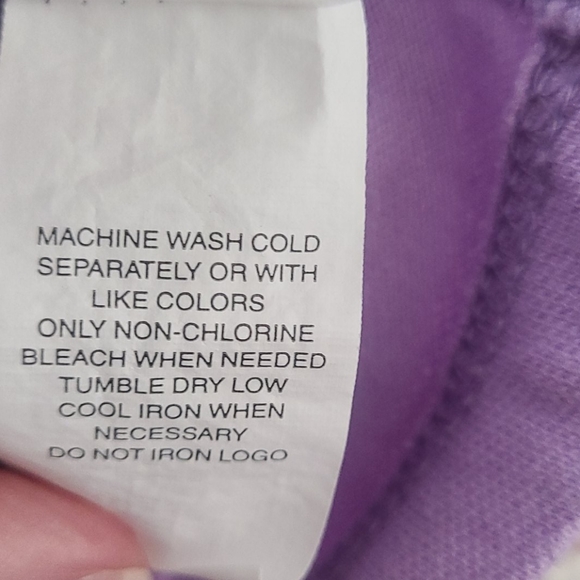 MACHINE WASH COLD
SEPARATELY OR WITH
LIKE COLORS
ONLY NON-CHLORINE
BLEACH WHEN NEEDED
TUMBLE DRY LOW
COOL IRON WHEN
NECESSARY
DO NOT IRON LOGO